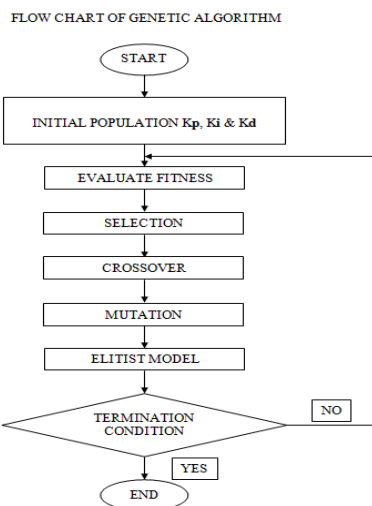 FLOW CHART OF GENETIC ALGORITHM
START
INITIAL POPULATION Kp, Ki & Kd
EVALUATE FITNESS
SELECTION
CROSSOVER
MUTATION
ELITIST MODEL
TERMINATION
CONDITION
NO
YES
END